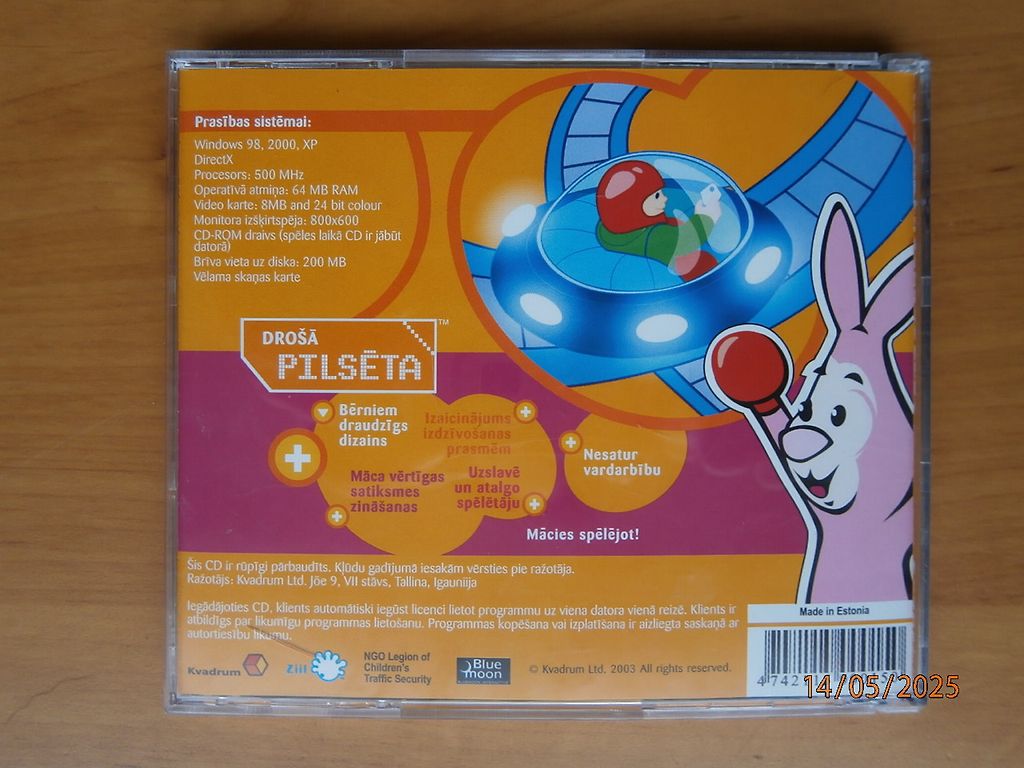 Prasības sistēmai:
Windows 98, 2000, XP
DirectX
Procesors: 500 MHz
Operatīvā atmiņa: 64 MB RAM
Video karte: 8MB and 24 bit colour
Monitora izšķirtspēja: 800x600
CD-ROM draivs (spēles laikā CD ir jābūt
datorā)
Brīva vieta uz diska: 200 MB
Vēlama skaņas karte
DROŠĀ
PILSĒTA
TM
Bērniem
draudzīgs
dizains
Izaicinājums
izdzīvošanas
prasmēm
Māca vērtīgas
satiksmes
zināšanas
Uzslavē
un atalgo
spēlētāju
Nesatur
vardarbību
Mācies spēlējot!
Šis CD ir rūpīgi pārbaudīts. Kļūdu gadījumā iesakām vērsties pie ražotāja.
Ražotājs: Kvadrum Ltd. Jõe 9, VII stāvs, Tallina, Igaunija
Iegādājoties CD, klients automātiski iegūst licenci lietot programmu uz viena datora vienā reizē. Klients ir
atbildīgs par likumīgu programmas lietošanu. Programmas kopēšana vai izplatīšana ir aizliegta saskaņā ar
autortiesību likumu.
Kvadrum
Ziil
NGO Legion of
Children's
Traffic Security
Blue
moon
© Kvadrum Ltd. 2003 All rights reserved.
Made in Estonia
4 742
14/05/2025